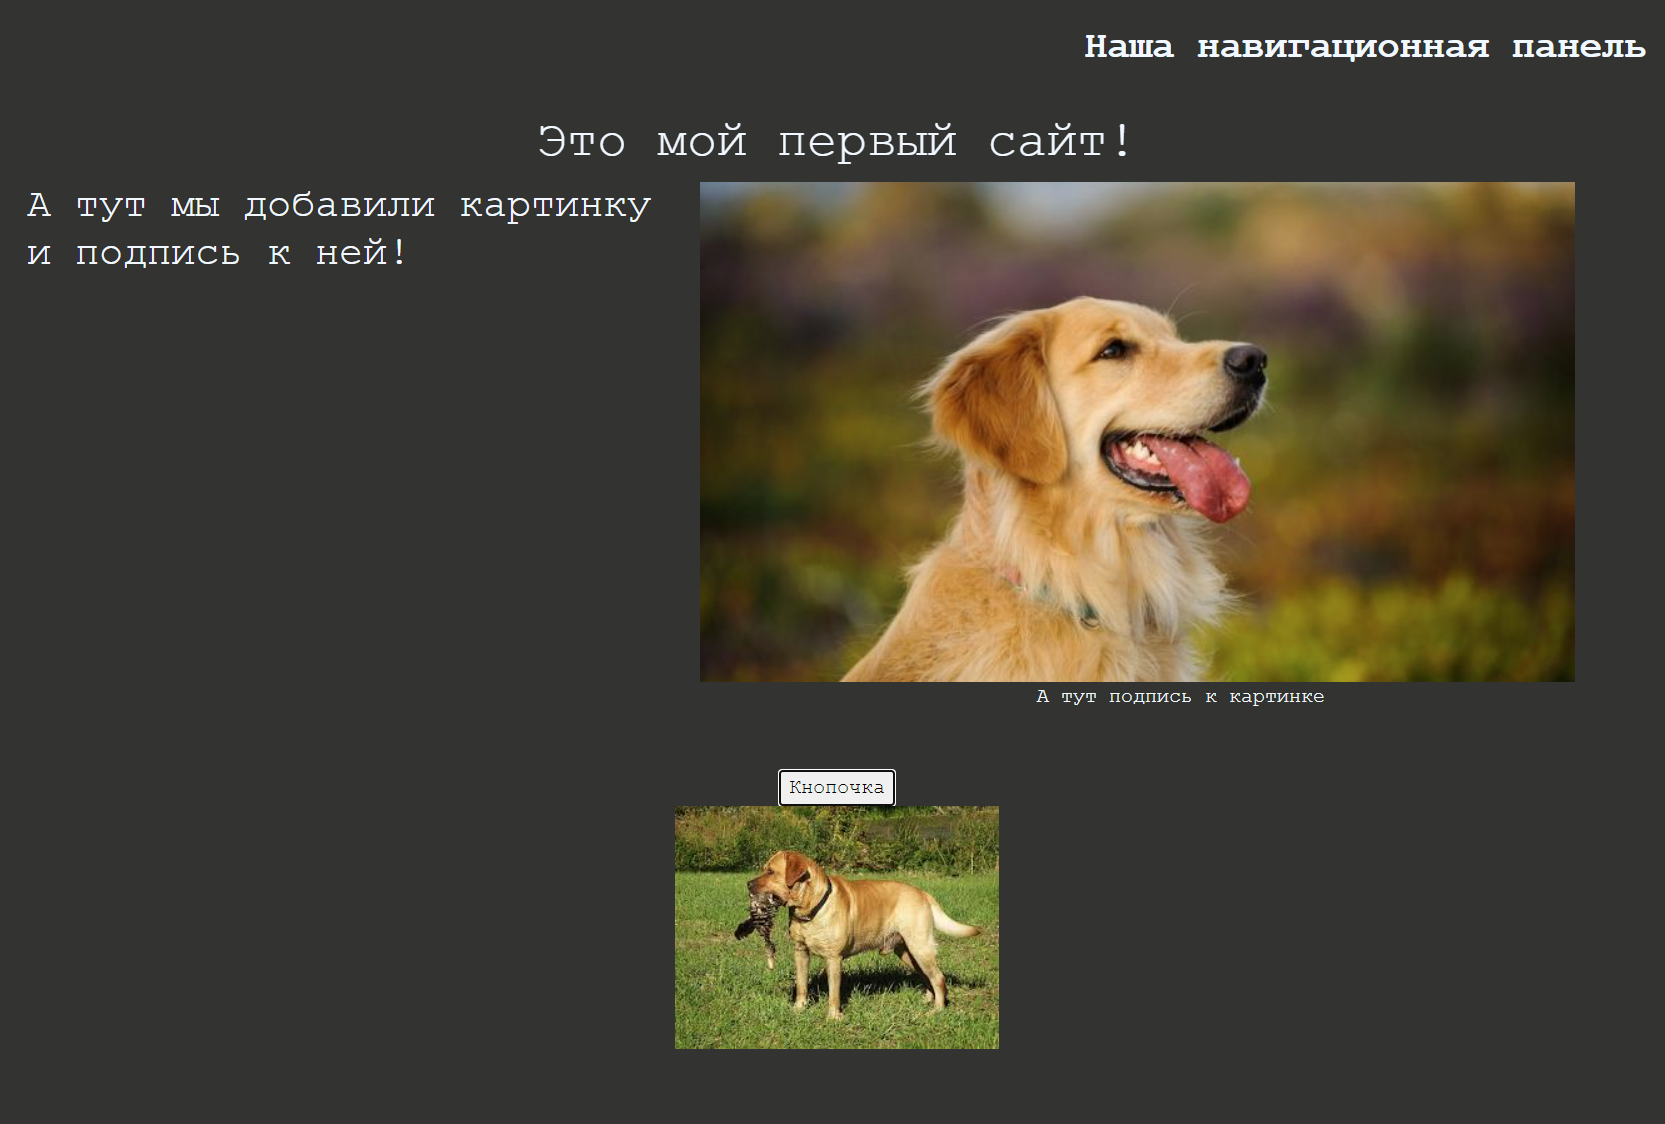 Наша навигационная панель
Это мой первый сайт!
А тут мы добавили картинку
и подпись к ней!
А тут подпись к картинке
Кнопочка